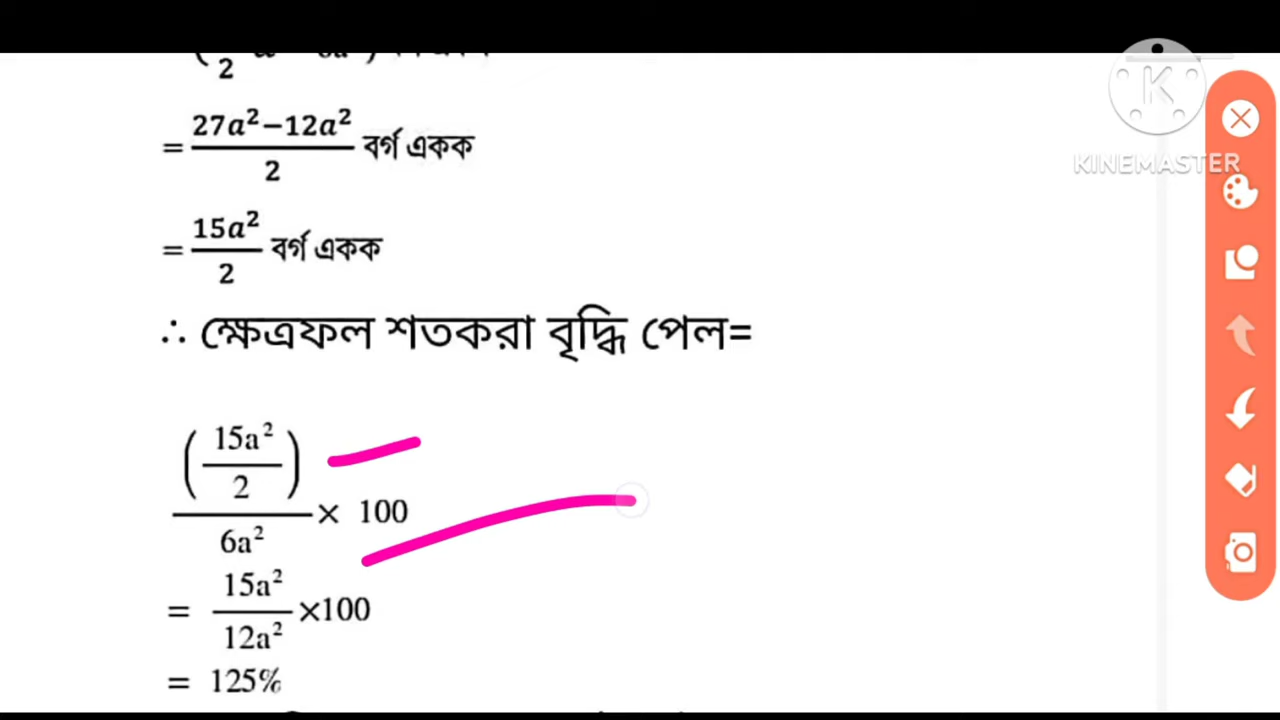 2
= 27a²−12a² / 2 বর্গ একক
= 15a² / 2 বর্গ একক
∴ ক্ষেত্রফল শতকরা বৃদ্ধি পেল=
(15a² / 2) / 6a² × 100
= 15a² / 12a² ×100
= 125%
K
KINEMASTER